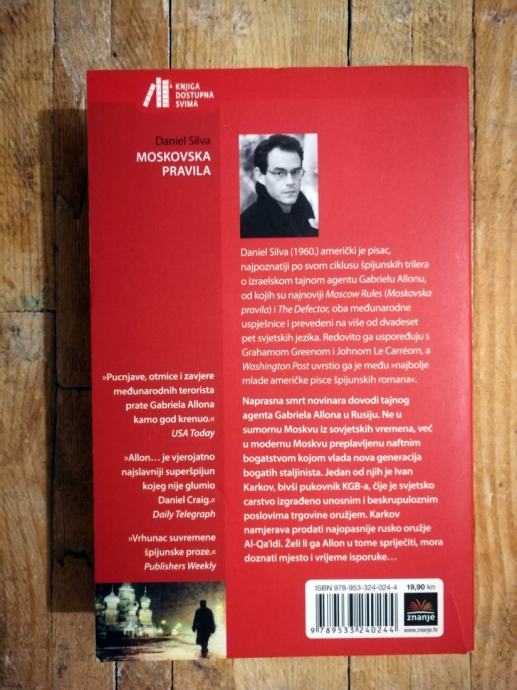 KNJIGA
DOSTUPNA
SVIMA
Daniel Silva
MOSKOVSKA
PRAVILA
Daniel Silva (1960.) američki je pisac,
najpoznatiji po svom ciklusu špijunskih trilera
o izraelskom tajnom agentu Gabrielu Allonu,
od kojih su najnoviji Moscow Rules (Moskovska
pravila) i The Defector, oba međunarodne
uspješnice i prevedeni na više od dvadeset
pet svjetskih jezika. Redovito ga uspoređuju s
Grahamom Greenom i Johnom Le Carréom, a
Washington Post uvrstio ga je među »najbolje
mlade američke pisce špijunskih romana«.
Naprasna smrt novinara dovodi tajnog
agenta Gabriela Allona u Rusiju. Ne u
sumornu Moskvu iz sovjetskih vremena, već
u modernu Moskvu preplavljenu naftnim
bogatstvom kojom vlada nova generacija
bogatih staljinista. Jedan od njih je Ivan
Karkov, bivši pukovnik KGB-a, čije je svjetsko
carstvo izgrađeno unosnim i beskrupuloznim
poslovima trgovine oružjem. Karkov
namjerava prodati najopasnije rusko oružje
Al-Qa'idi. Želi li ga Allon u tome spriječiti, mora
doznati mjesto i vrijeme isporuke...
»Pucnjave, otmice i zavjere
međunarodnih terorista
prate Gabriela Allona
kamo god krenuo.«
USA Today
»Allon... je vjerojatno
najslavniji superšpijun
kojeg nije glumio
Daniel Craig.«
Daily Telegraph
»Vrhunac suvremene
špijunske proze.«
Publishers Weekly
ISBN 978-953-324-024-4
9 789533 240244
19,90 kn
znanje
www.znanje.hr